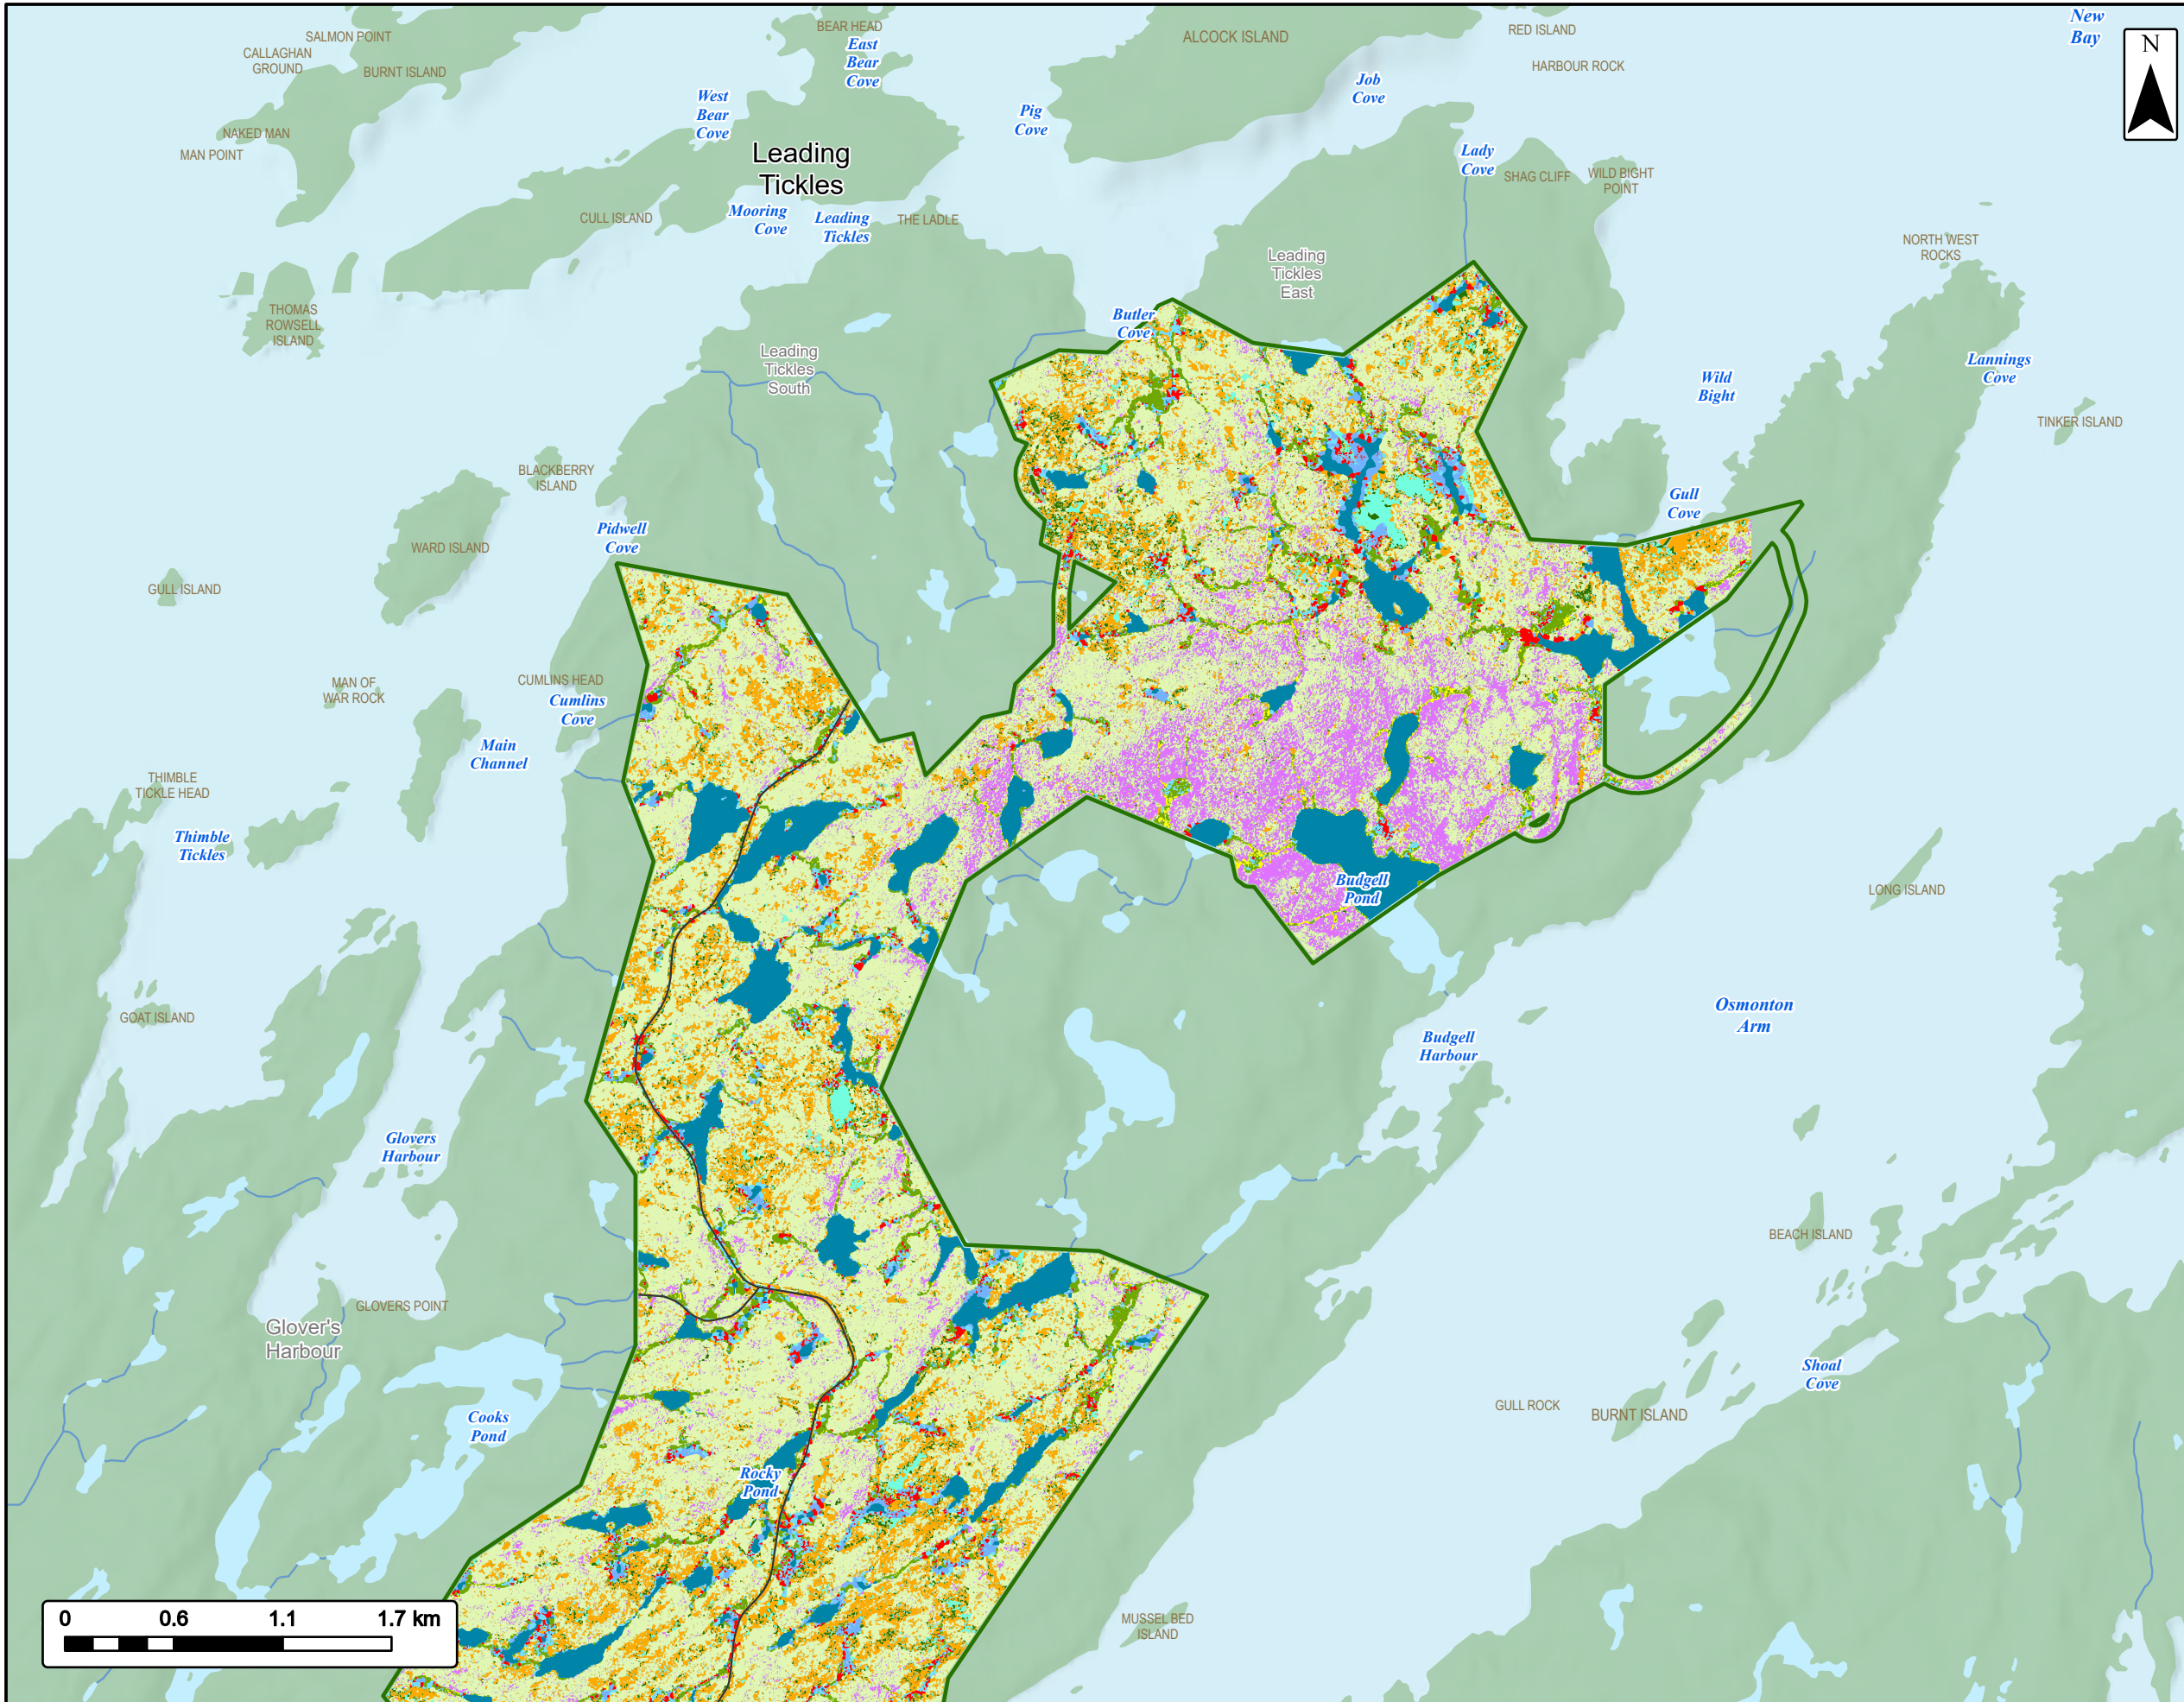 New
Bay
N
BEAR HEAD
SALMON POINT
CALLAGHAN
GROUND
BURNT ISLAND
East
Bear
Cove
ALCOCK ISLAND
RED ISLAND
HARBOUR ROCK
Job
Cove
West
Bear
Cove
Pig
Cove
NAKED MAN
MAN POINT
Leading
Tickles
Lady
Cove
SHAG CLIFF
WILD BIGHT
POINT
CULL ISLAND
Mooring
Cove
Leading
Tickles
THE LADLE
NORTH WEST
ROCKS
Leading
Tickles
East
THOMAS
ROWSELL
ISLAND
Butler
Cove
Leading
Tickles
South
Lannings
Cove
Wild
Bight
TINKER ISLAND
BLACKBERRY
ISLAND
Gull
Cove
Pidwell
Cove
WARD ISLAND
GULL ISLAND
CUMLINS HEAD
MAN OF
WAR ROCK
Cumlins
Cove
Main
Channel
THIMBLE
TICKLE HEAD
Thimble
Tickles
Budgell
Pond
LONG ISLAND
GOAT ISLAND
Osmonton
Arm
Budgell
Harbour
Glovers
Harbour
BEACH ISLAND
GLOVERS POINT
Glover's
Harbour
Shoal
Cove
GULL ROCK
BURNT ISLAND
Cooks
Pond
Rocky
Pond
MUSSEL BED
ISLAND
0 0.6 1.1 1.7 km